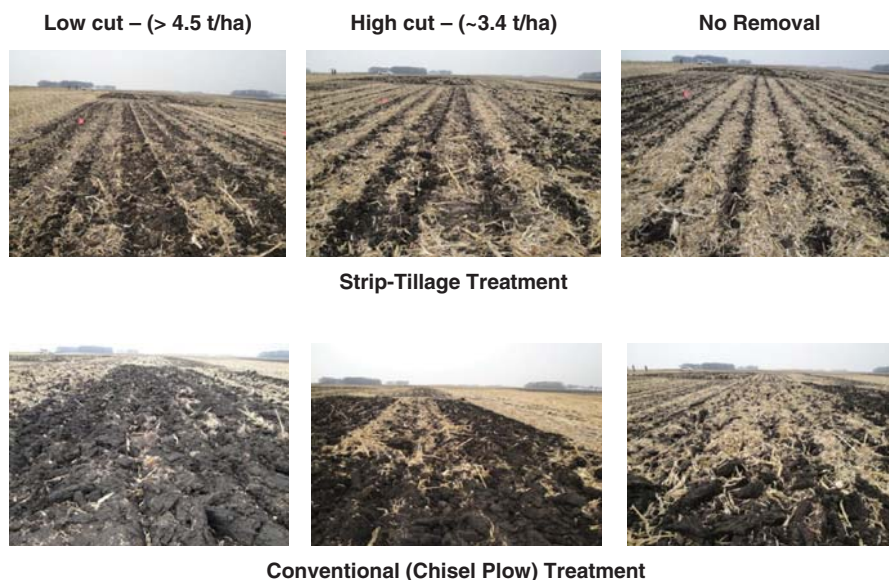 Low cut – (> 4.5 t/ha)
High cut – (~3.4 t/ha)
No Removal
Strip-Tillage Treatment
Conventional (Chisel Plow) Treatment